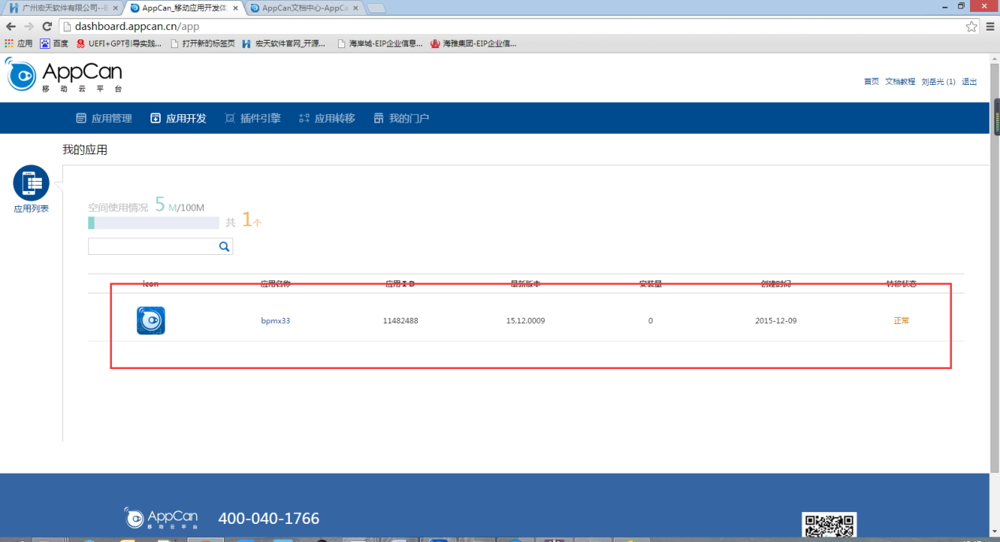 广州宏天软件有限公司--E
AppCan_移动应用开发体
AppCan文档中心-AppCa
dashboard.appcan.cn/app
应用 百度 UEFI+GPT引导实践... 打开新的标签页 宏天软件官网_开源... 海岸城-EIP企业信息... 海雅集团-EIP企业信...
AppCan
移动云平台
首页 文档教程 刘岳光 (1) 退出
应用管理 应用开发 插件引擎 应用转移 我的门户
我的应用
应用列表
空间使用情况 5 M/100M
共 1个
icon 应用名称 应用ID 最新版本 安装量 创建时间 转移状态
bpmx33 11482488 15.12.0009 0 2015-12-09 正常
AppCan 400-040-1766
移动云平台